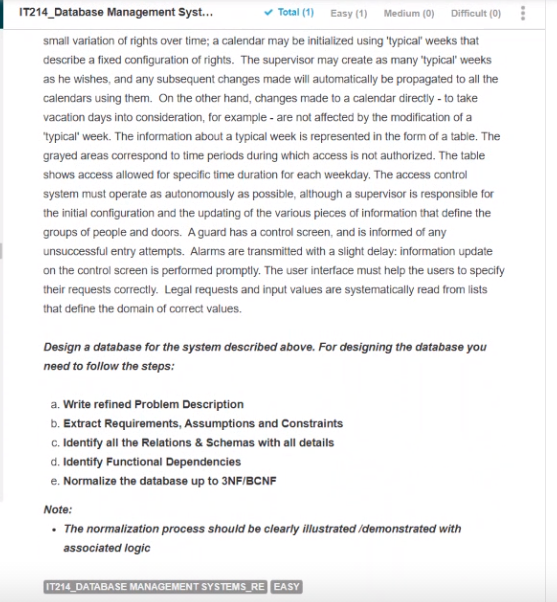 IT214_Database Management Syst...
Total (1)
Easy (1)
Medium (0)
Difficult (0)
small variation of rights over time; a calendar may be initialized using 'typical' weeks that
describe a fixed configuration of rights. The supervisor may create as many 'typical' weeks
as he wishes, and any subsequent changes made will automatically be propagated to all the
calendars using them. On the other hand, changes made to a calendar directly - to take
vacation days into consideration, for example - are not affected by the modification of a
'typical' week. The information about a typical week is represented in the form of a table. The
grayed areas correspond to time periods during which access is not authorized. The table
shows access allowed for specific time duration for each weekday. The access control
system must operate as autonomously as possible, although a supervisor is responsible for
the initial configuration and the updating of the various pieces of information that define the
groups of people and doors. A guard has a control screen, and is informed of any
unsuccessful entry attempts. Alarms are transmitted with a slight delay: information update
on the control screen is performed promptly. The user interface must help the users to specify
their requests correctly. Legal requests and input values are systematically read from lists
that define the domain of correct values.
Design a database for the system described above. For designing the database you
need to follow the steps:
a. Write refined Problem Description
b. Extract Requirements, Assumptions and Constraints
c. Identify all the Relations & Schemas with all details
d. Identify Functional Dependencies
e. Normalize the database up to 3NF/BCNF
Note:
• The normalization process should be clearly illustrated /demonstrated with
associated logic
IT214_DATABASE MANAGEMENT SYSTEMS_RE EASY